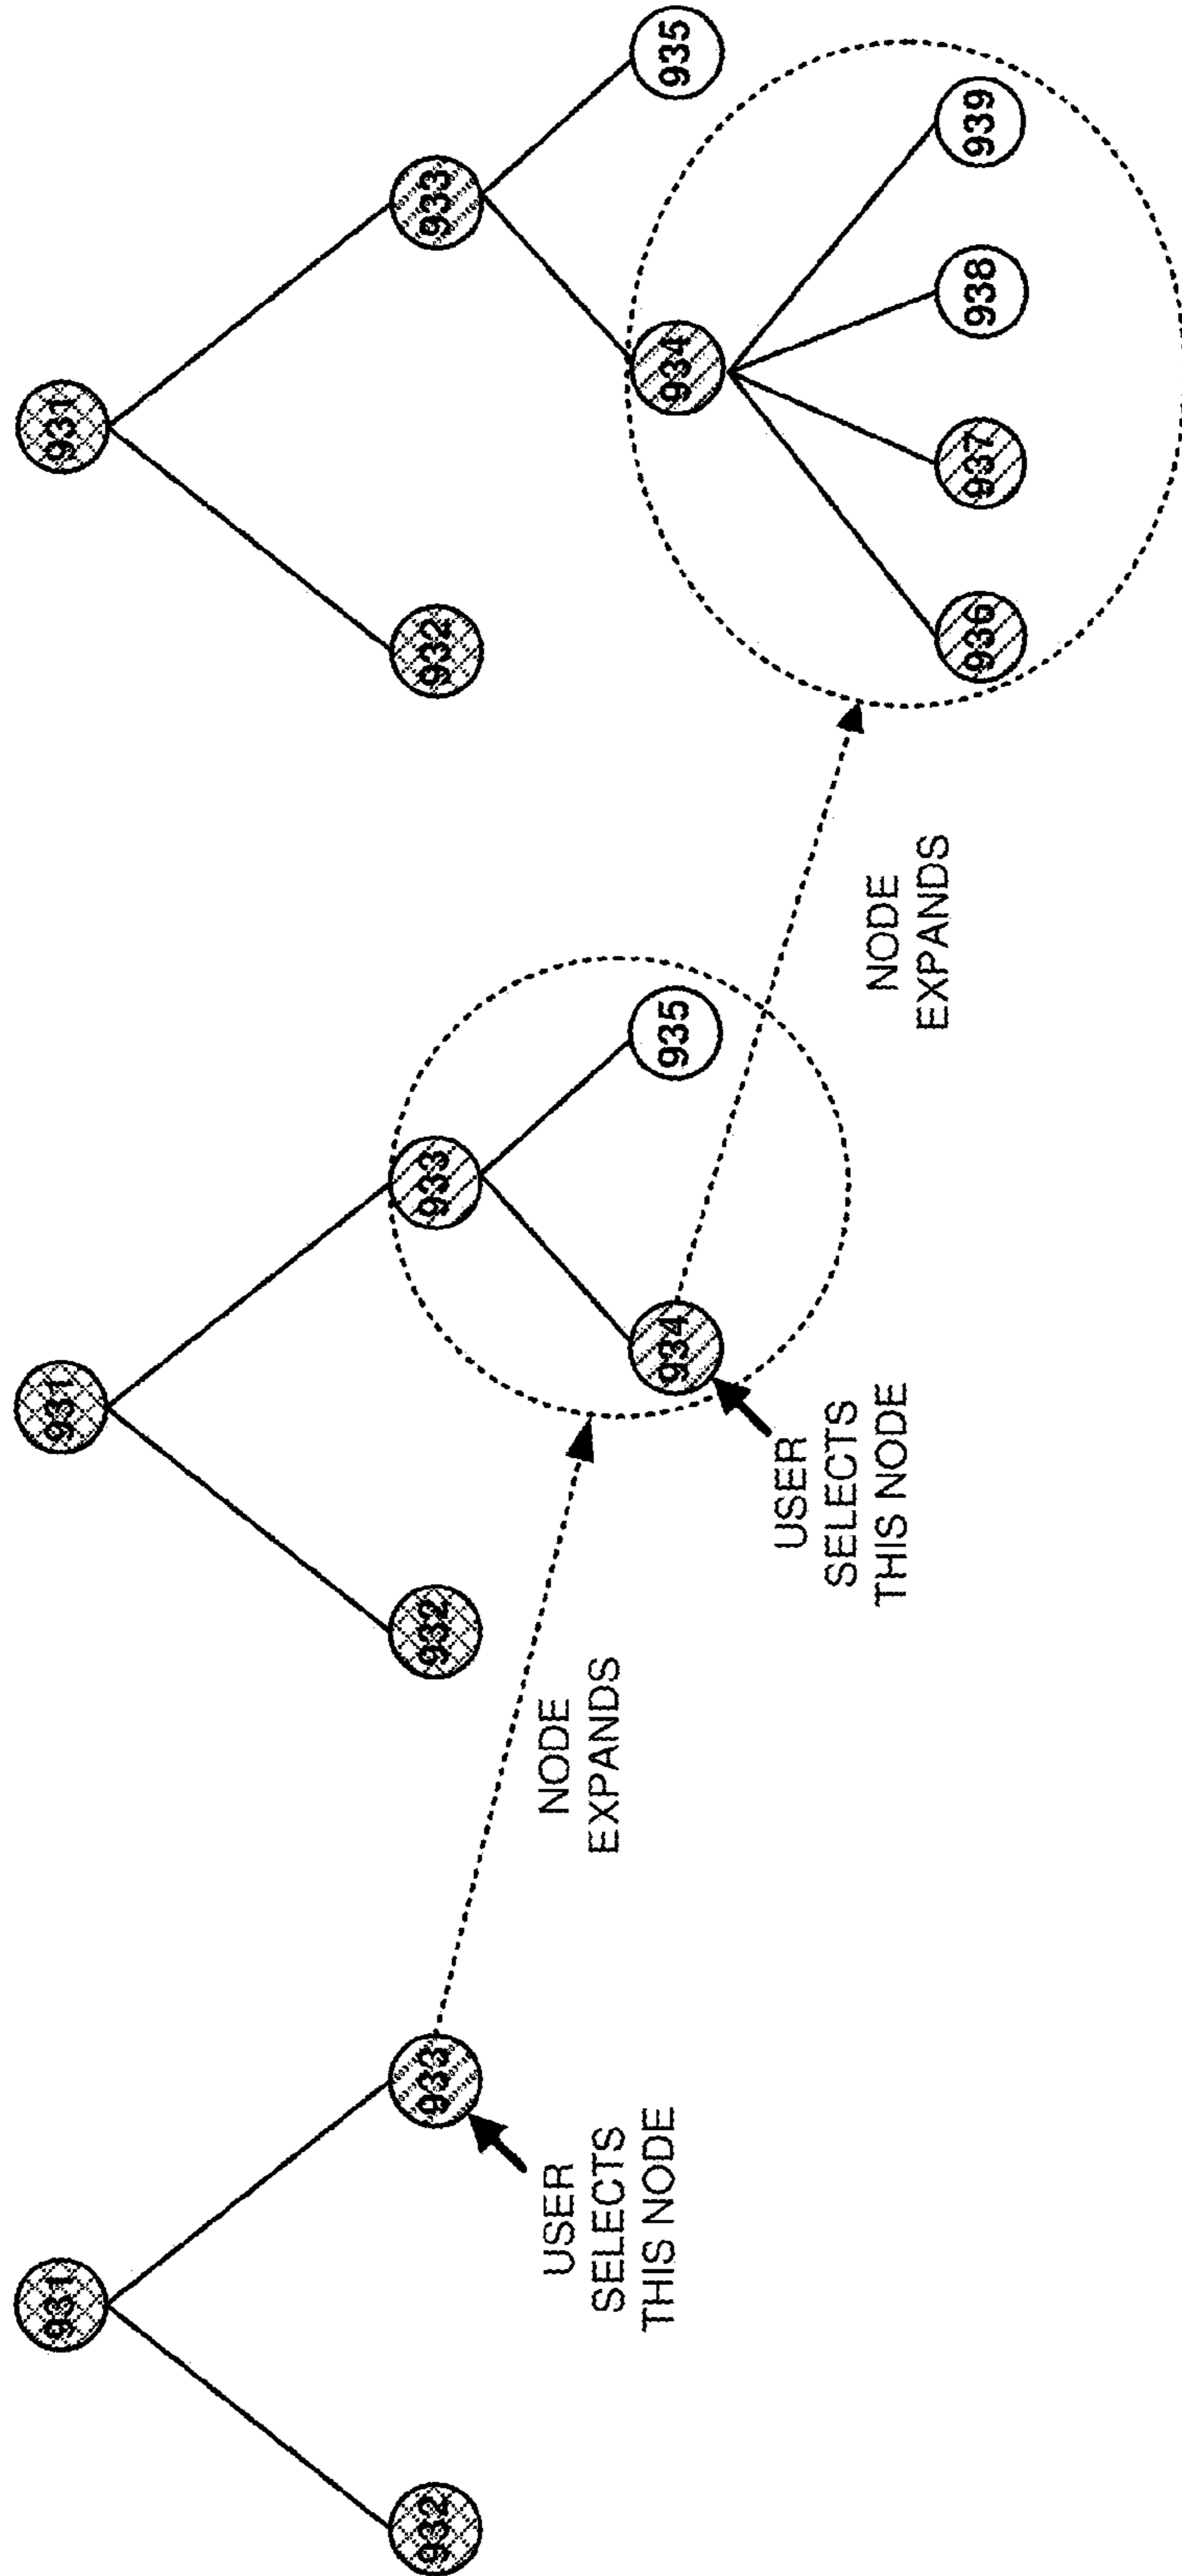 931
932
933
USER
SELECTS
THIS NODE
NODE
EXPANDS
931
932
933
934
935
USER
SELECTS
THIS NODE
NODE
EXPANDS
931
932
933
934
935
936
937
938
939